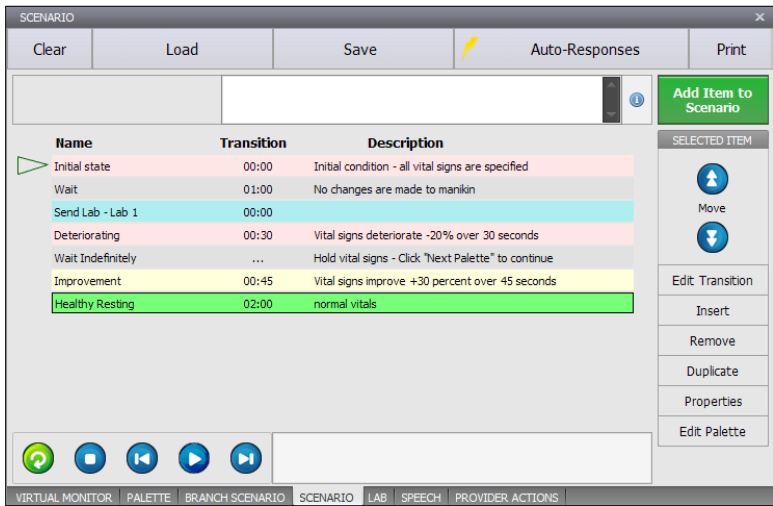 SCENARIO
Clear Load Save Auto-Responses Print
Add Item to
Scenario
Name Transition Description
SELECTED ITEM
Initial state 00:00 Initial condition - all vital signs are specified
Wait 01:00 No changes are made to manikin
Send Lab - Lab 1 00:00
Move
Deteriorating 00:30 Vital signs deteriorate -20% over 30 seconds
Wait Indefinitely ... Hold vital signs - Click "Next Palette" to continue
Improvement 00:45 Vital signs improve +30 percent over 45 seconds
Edit Transition
Healthy Resting 02:00 normal vitals
Insert
Remove
Duplicate
Properties
Edit Palette
VIRTUAL MONITOR PALETTE BRANCH SCENARIO SCENARIO LAB SPEECH PROVIDER ACTIONS